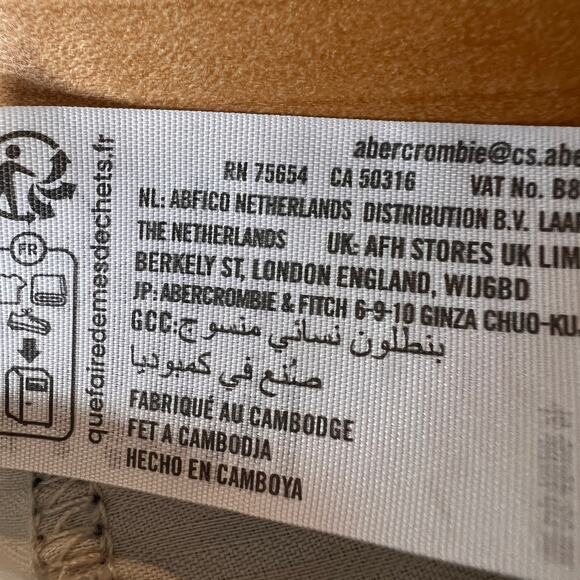 abercrombie@cs.abe
RN 75654 CA 50316 VAT No. B8
NL: ABFICO NETHERLANDS DISTRIBUTION B.V. LAA
THE NETHERLANDS UK: AFH STORES UK LIM
BERKELY ST, LONDON ENGLAND, W1J6BD
JP: ABERCROMBIE & FITCH 6-9-10 GINZA CHUO-KU
GCC: بنطلون نسائي منسوج
صُنع في كمبوديا
FABRIQUÉ AU CAMBODGE
FET A CAMBODJA
HECHO EN CAMBOYA
quefairedemesdechets.fr
FR